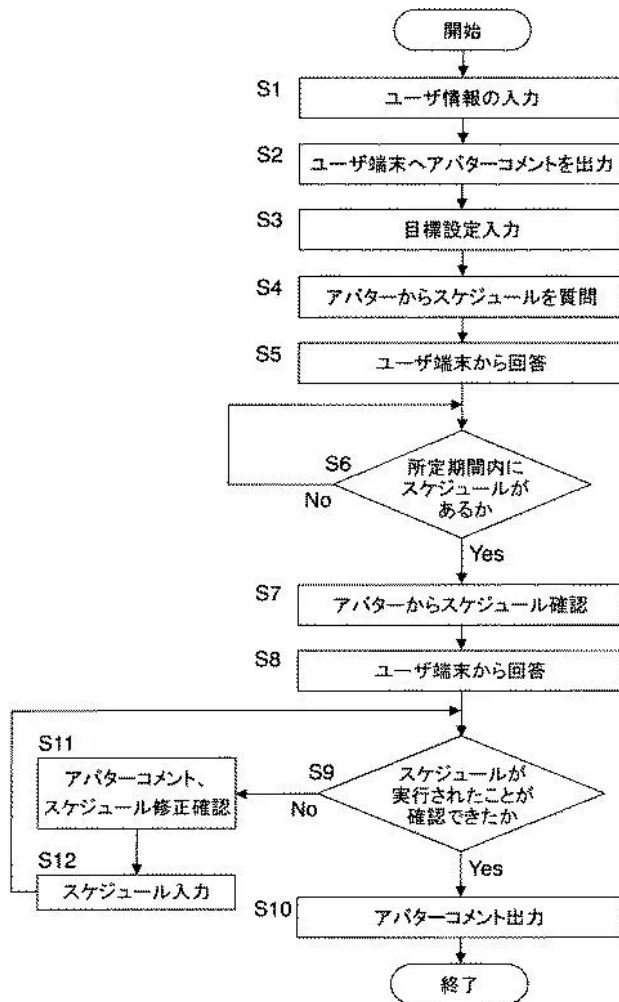 開始
S1
ユーザ情報の入力
S2
ユーザ端末へアバターコメントを出力
S3
目標設定入力
S4
アバターからスケジュールを質問
S5
ユーザ端末から回答
S6
所定期間内に
スケジュールが
あるか
No
Yes
S7
アバターからスケジュール確認
S8
ユーザ端末から回答
S9
スケジュールが
実行されたことが
確認できたか
No
Yes
S11
アバターコメント、
スケジュール修正確認
S12
スケジュール入力
S10
アバターコメント出力
終了